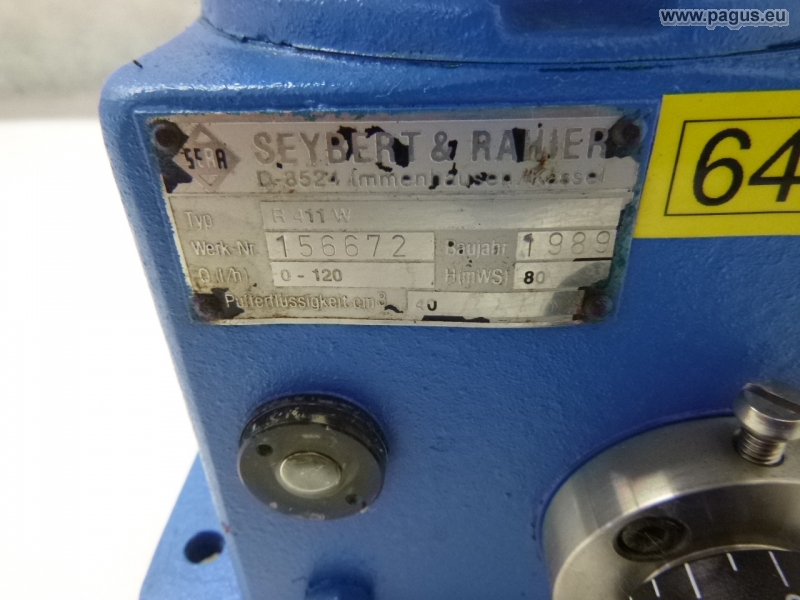 www.pagus.eu
SERA
SEYBERT & RAHIER
D-3524 Immenhausen/Kassel
Typ R 411 W
Werk-Nr. 156672 Baujahr 1989
Q (l/h) 0 - 120 H(mWS) 80
Pufferflüssigkeit cm³ 40
64